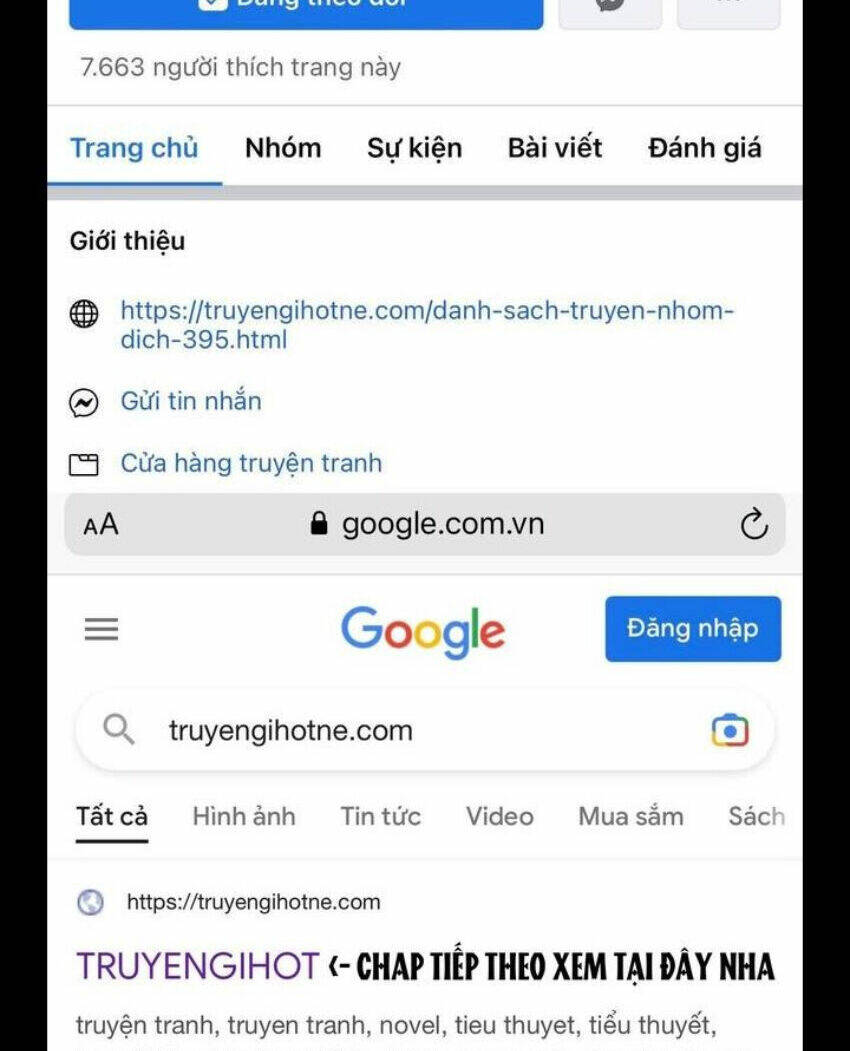 Đang theo dõi
7.663 người thích trang này
Trang chủ Nhóm Sự kiện Bài viết Đánh giá
Giới thiệu
https://truyengihotne.com/danh-sach-truyen-nhom-
dich-395.html
Gửi tin nhắn
Cửa hàng truyện tranh
AA google.com.vn
Google Đăng nhập
truyengihotne.com
Tất cả Hình ảnh Tin tức Video Mua sắm Sách
https://truyengihotne.com
TRUYENGIHOT <- CHAP TIẾP THEO XEM TẠI ĐÂY NHA
truyện tranh, truyen tranh, novel, tieu thuyet, tiểu thuyết,